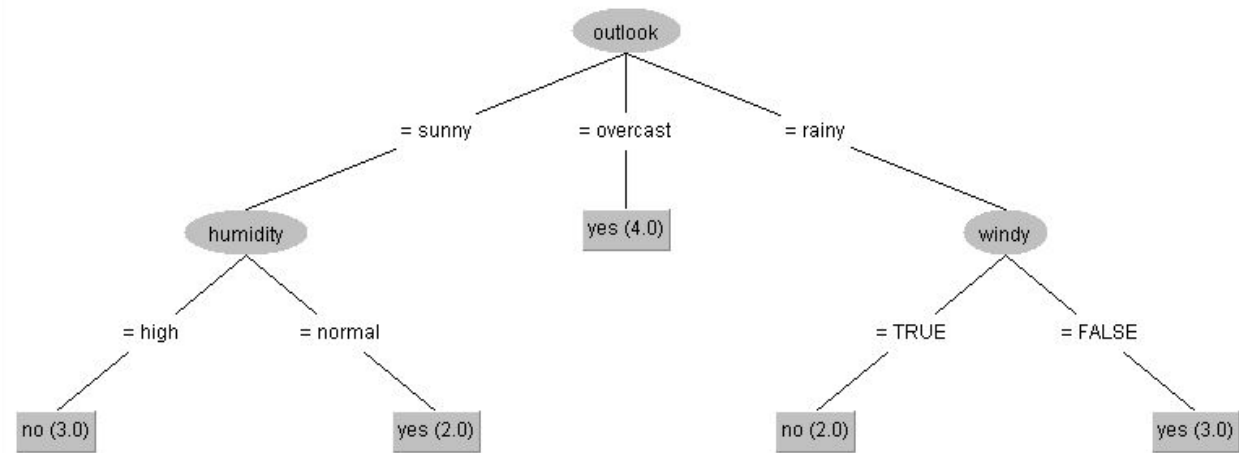 outlook
= sunny
= overcast
= rainy
humidity
yes (4.0)
windy
= high
= normal
= TRUE
= FALSE
no (3.0)
yes (2.0)
no (2.0)
yes (3.0)